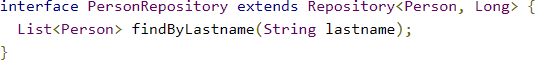 interface PersonRepository extends Repository<Person, Long> {
  List<Person> findByLastname(String lastname);
}